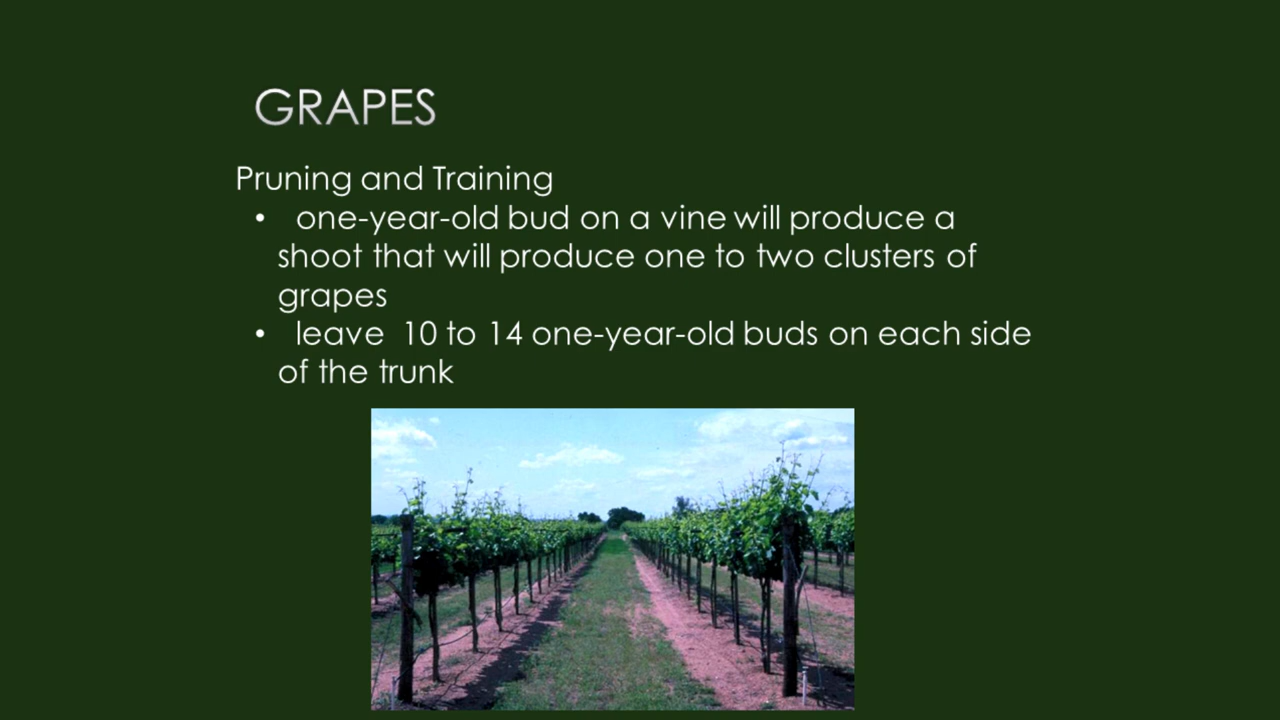 GRAPES
Pruning and Training
• one-year-old bud on a vine will produce a
shoot that will produce one to two clusters of
grapes
• leave 10 to 14 one-year-old buds on each side
of the trunk